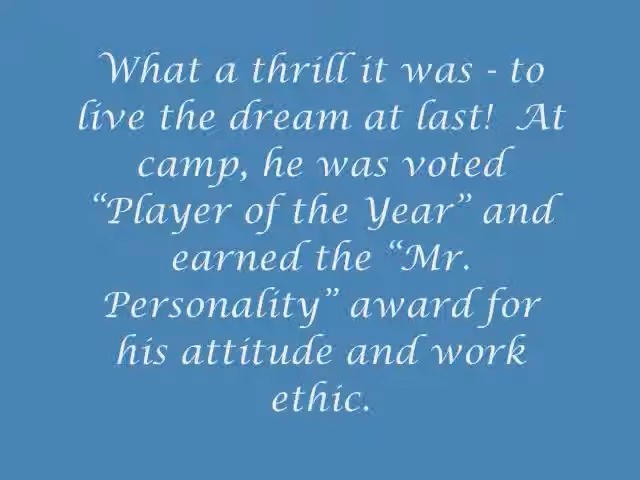 What a thrill it was - to
live the dream at last!  At
camp, he was voted
“Player of the Year” and
earned the “Mr.
Personality” award for
his attitude and work
ethic.